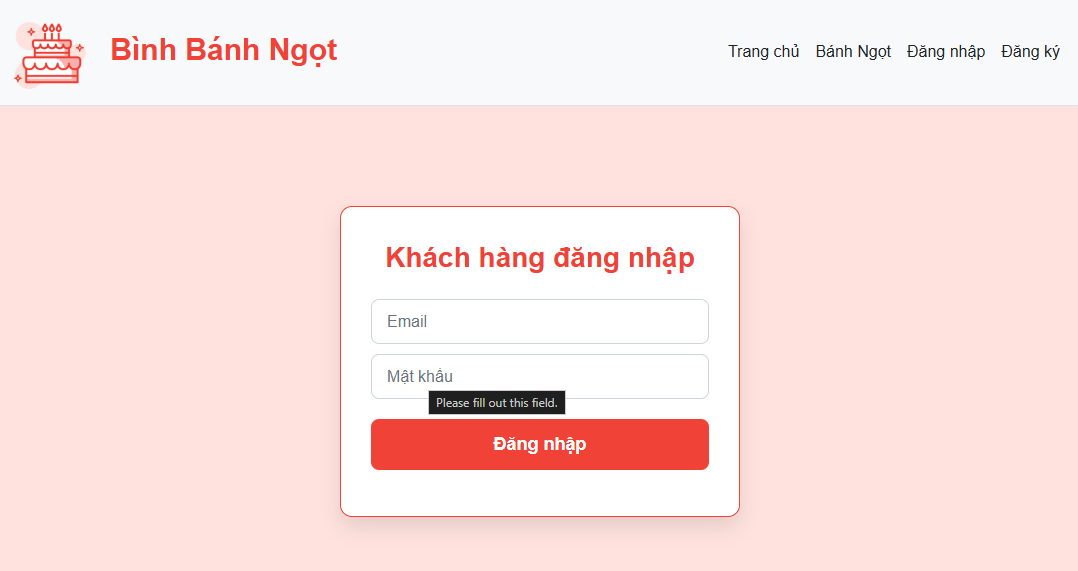 Bình Bánh Ngọt
Trang chủ Bánh Ngọt Đăng nhập Đăng ký
Khách hàng đăng nhập
Email
Mật khẩu
Please fill out this field.
Đăng nhập